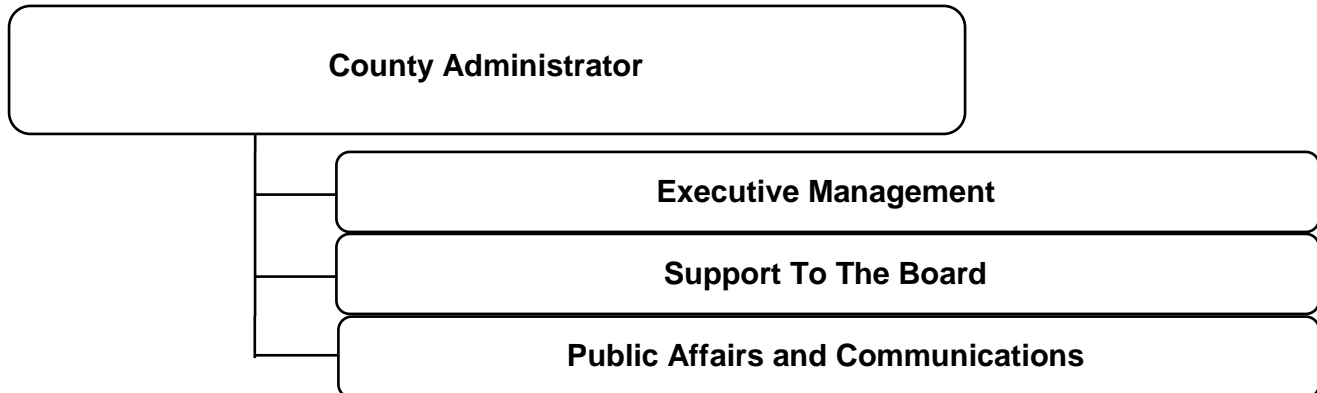 County Administrator
Executive Management
Support To The Board
Public Affairs and Communications